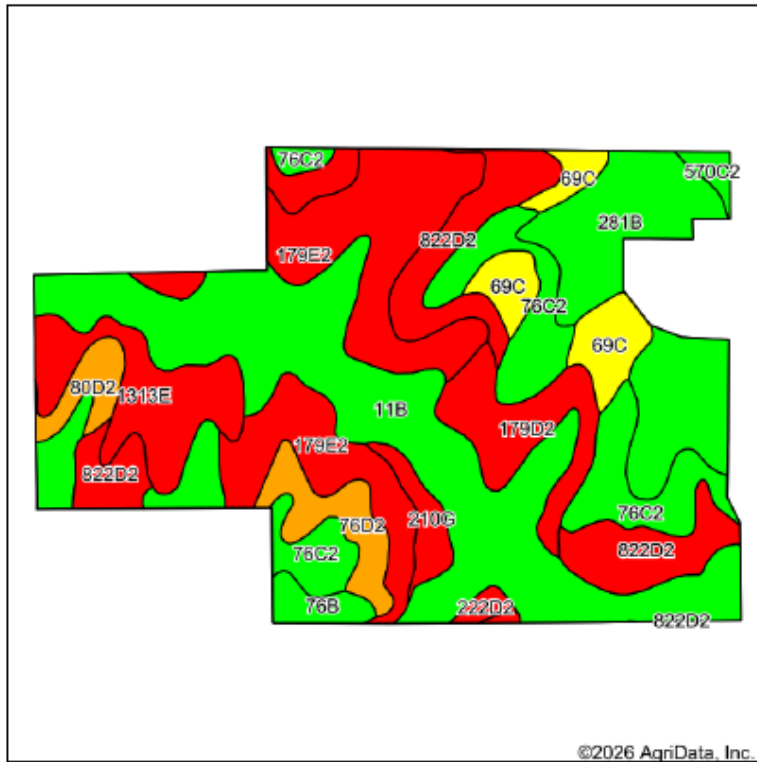 76C2
69C
570C2
281B
822D2
179E2
69C
76C2
69C
80D2
1313E
11B
179D2
179E2
822D2
76D2
210G
76C2
76C2
822D2
76B
222D2
822D2
©2026 AgriData, Inc.